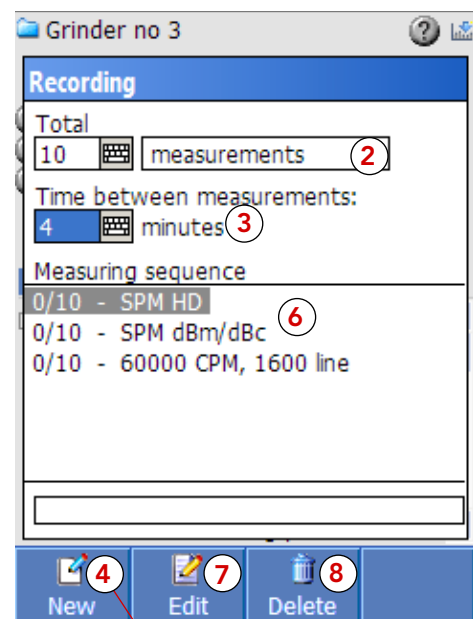 Grinder no 3
Recording
Total
10 measurements 2
Time between measurements:
4 minutes 3
Measuring sequence
0/10 - SPM HD
6
0/10 - SPM dBm/dBc
0/10 - 60000 CPM, 1600 line
4 7 8
New Edit Delete